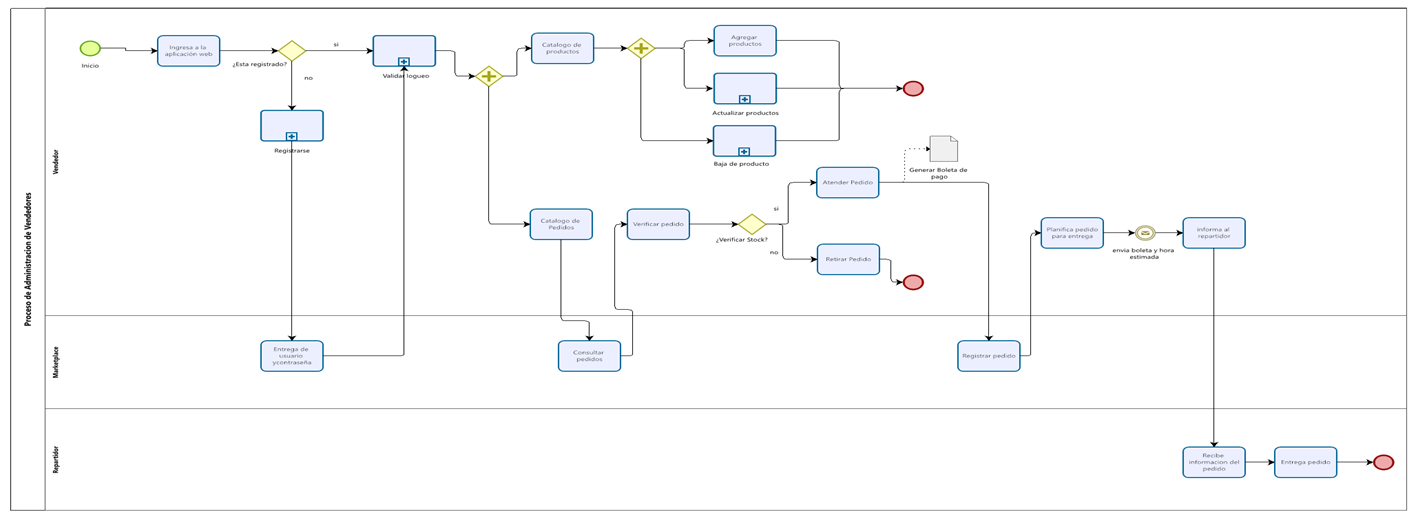 Proceso de Administracion de Vendedores
Vendedor
Inicio
Ingresa a la
aplicación web
¿Esta registrado?
si
no
Registrarse
Validar logueo
Catalogo de
productos
Agregar
productos
Actualizar productos
Baja de producto
Catalogo de
Pedidos
Verificar pedido
¿Verificar Stock?
si
no
Atender Pedido
Retirar Pedido
Generar Boleta de
pago
Planifica pedido
para entrega
envia boleta y hora
estimada
informa al
repartidor
Marketplace
Entrega de
usuario
ycontraseña
Consultar
pedidos
Registrar pedido
Repartidor
Recibe
informacion del
pedido
Entrega pedido